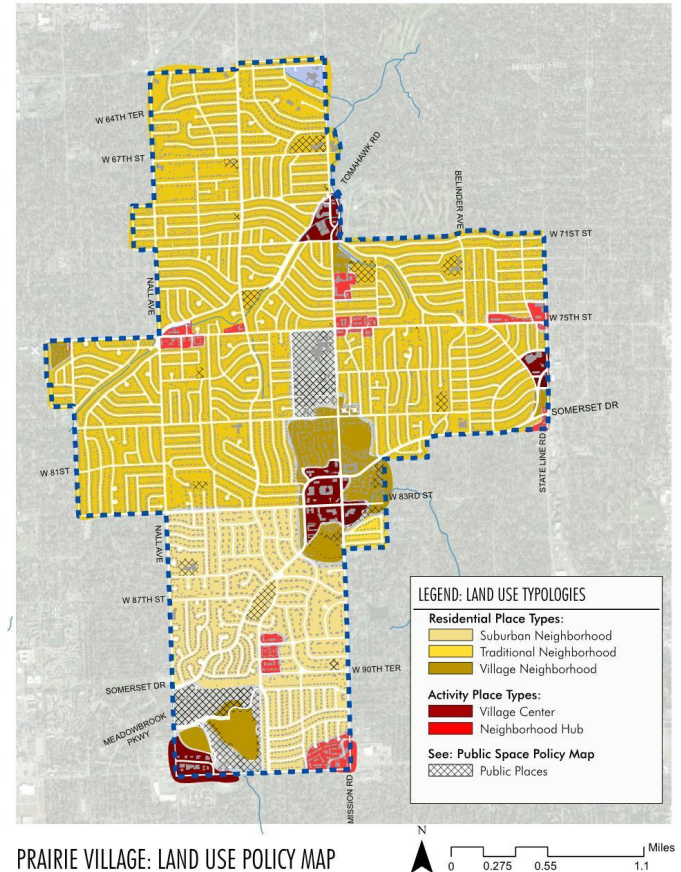 Mission
Mission Hills
W 64TH TER
W 67TH ST
TOMAHAWK RD
BELINDER AVE
W 71ST ST
NALL AVE
W 75TH ST
SOMERSET DR
STATE LINE RD
W 81ST
W 83RD ST
NALL AVE
W 87TH ST
SOMERSET DR
W 90TH TER
MEADOWBROOK
PKWY
MISSION RD
LEGEND: LAND USE TYPOLOGIES
Residential Place Types:
Suburban Neighborhood
Traditional Neighborhood
Village Neighborhood
Activity Place Types:
Village Center
Neighborhood Hub
See: Public Space Policy Map
Public Places
PRAIRIE VILLAGE: LAND USE POLICY MAP
N
Miles
0 0.275 0.55 1.1